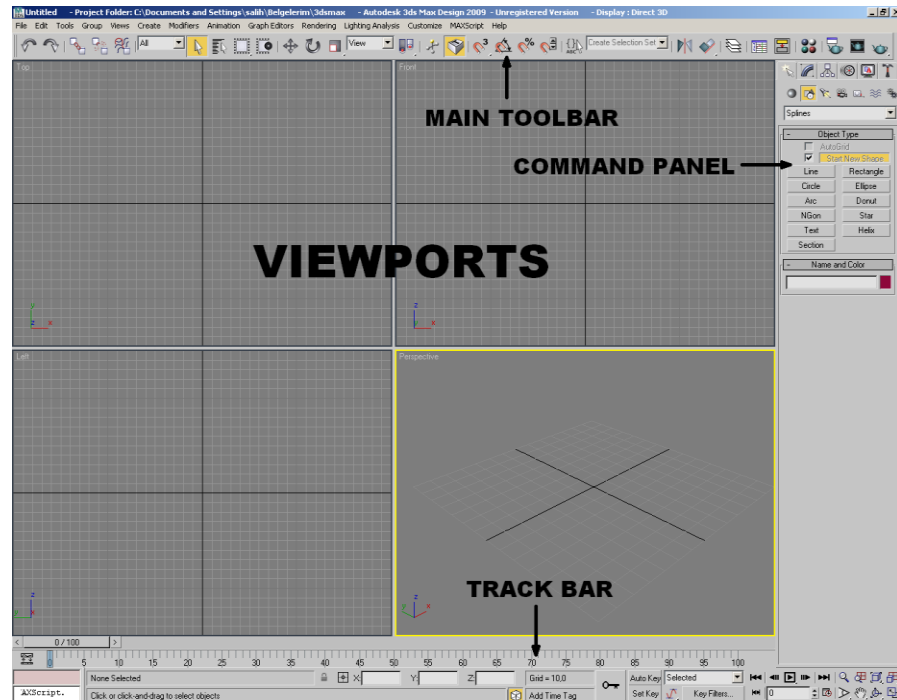 Untitled - Project Folder: C:\Documents and Settings\salih\Belgelerim\3dsmax - Autodesk 3ds Max Design 2009 - Unregistered Version - Display : Direct 3D
File Edit Tools Group Views Create Modifiers Animation Graph Editors Rendering Lighting Analysis Customize MAXScript Help
All View Create Selection Set
Top Front
MAIN TOOLBAR
Splines
- Object Type
AutoGrid
Start New Shape
COMMAND PANEL
Line Rectangle
Circle Ellipse
Arc Donut
NGon Star
Text Helix
Section
VIEWPORTS
- Name and Color
y
z x
z
y x
Left Perspective
TRACK BAR
z
y x
z
y x
< 0 / 100 >
0 5 10 15 20 25 30 35 40 45 50 55 60 65 70 75 80 85 90 95 100
None Selected X: Y: Z: Grid = 10,0 Auto Key Selected
AXScript. Click or click-and-drag to select objects Add Time Tag Set Key Key Filters... 0